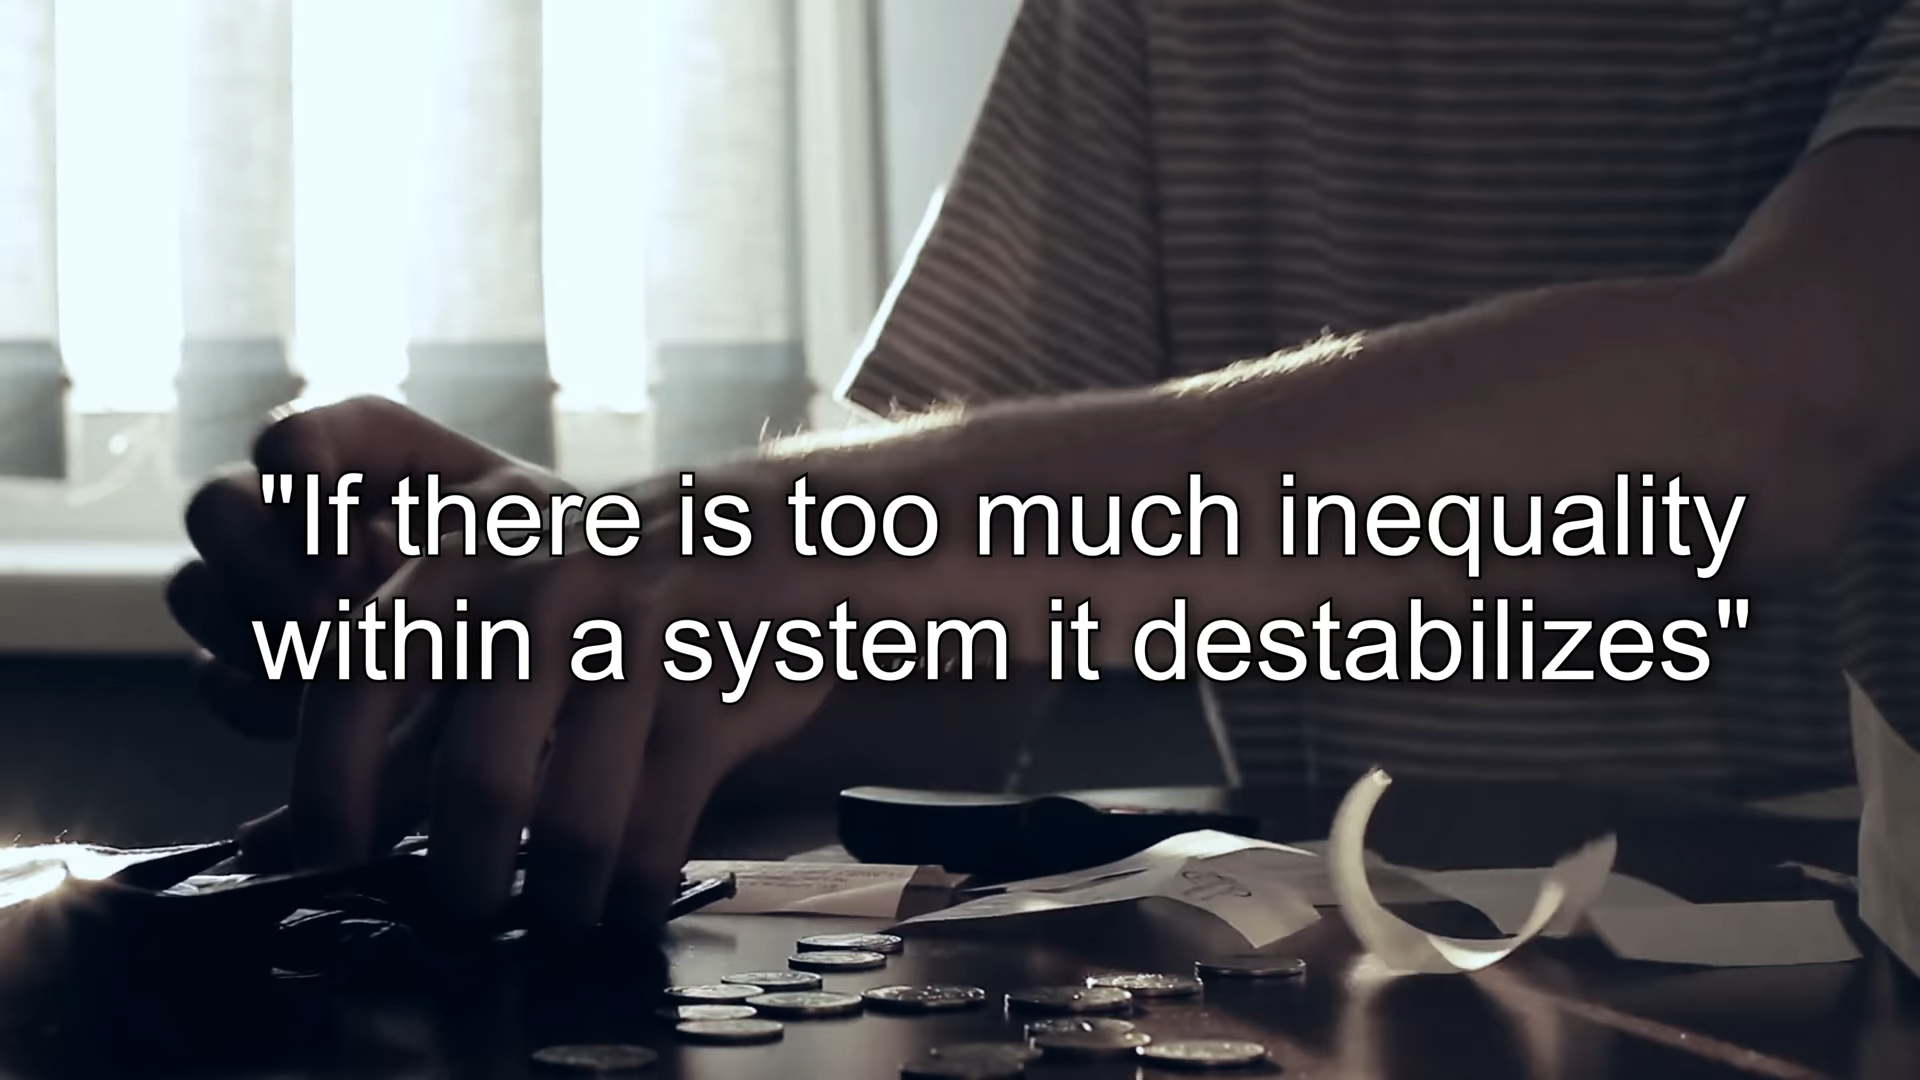 "If there is too much inequality
within a system it destabilizes"